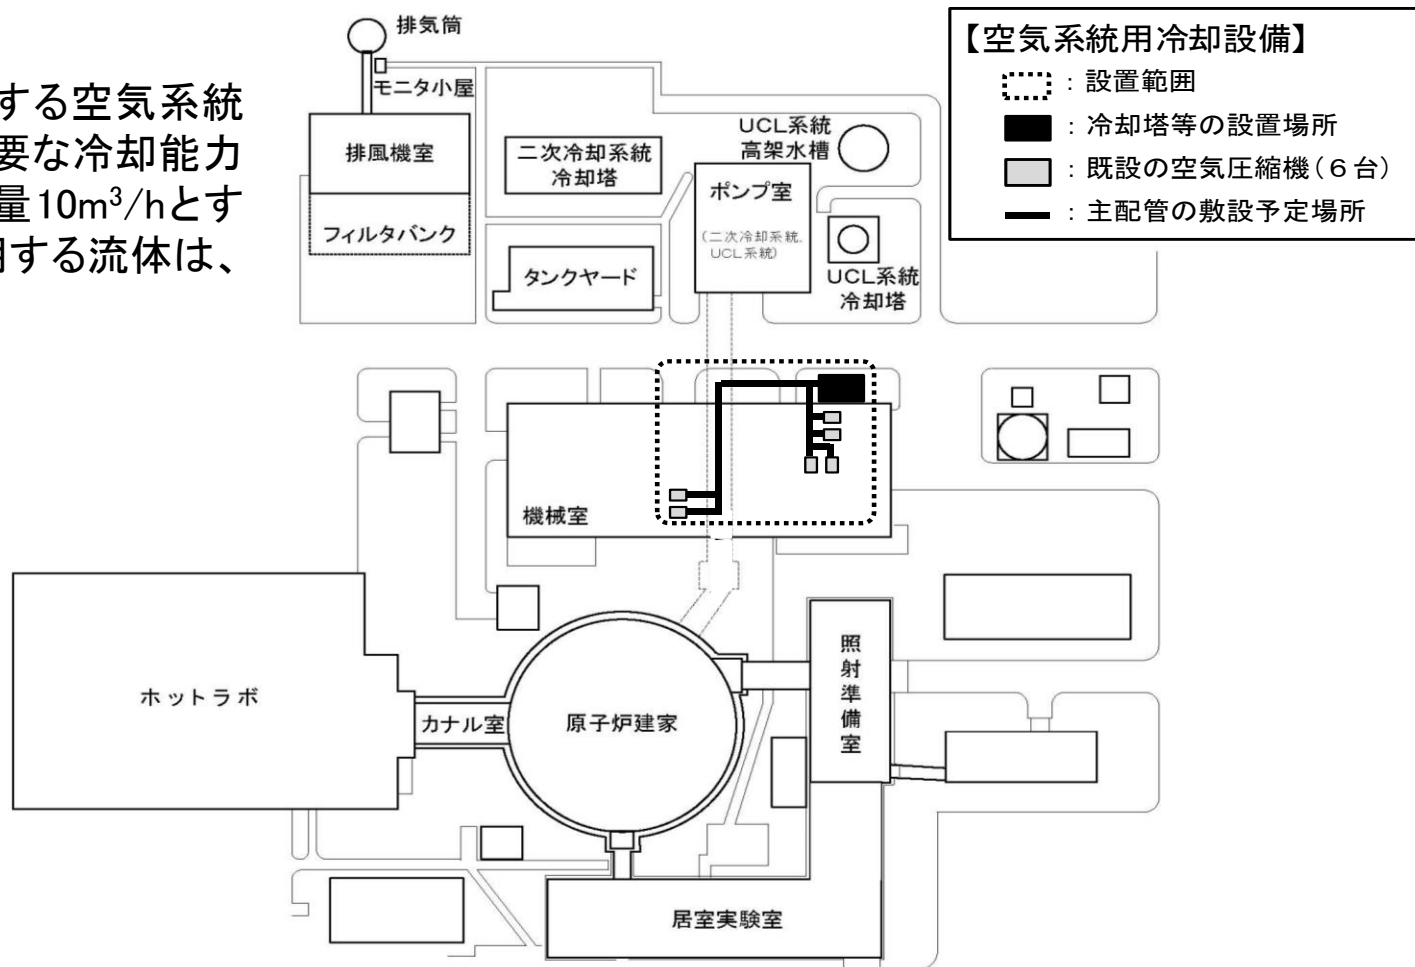 する空気系統
要な冷却能力
量10m³/hとす
用する流体は、
排気筒
モニタ小屋
排風機室
フィルタバンク
二次冷却系統
冷却塔
タンクヤード
UCL系統
高架水槽
ポンプ室
(二次冷却系統、
UCL系統)
UCL系統
冷却塔
【空気系統用冷却設備】
：設置範囲
：冷却塔等の設置場所
：既設の空気圧縮機(６台)
：主配管の敷設予定場所
機械室
ホットラボ
カナル室
原子炉建家
照射準備室
居室実験室